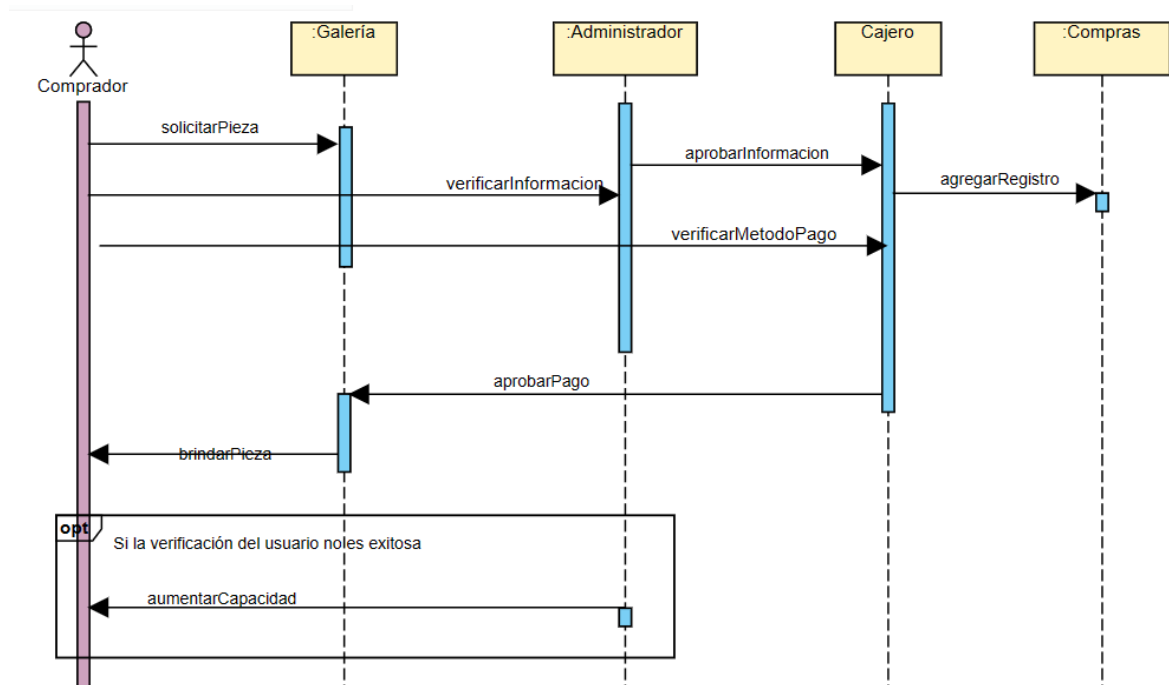 :Galería
:Administrador
Cajero
:Compras
Comprador
solicitarPieza
aprobarInformacion
verificarInformacion
agregarRegistro
verificarMetodoPago
aprobarPago
brindarPieza
opt
Si la verificación del usuario no es exitosa
aumentarCapacidad